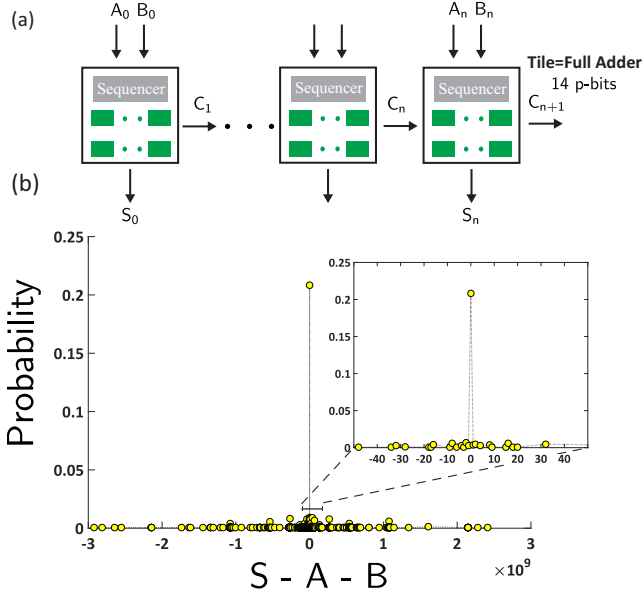 (a)
A₀ B₀
Aₙ Bₙ
Sequencer
Sequencer
Sequencer
Tile=Full Adder
14 p-bits
C₁
Cₙ
Cₙ₊₁
S₀
Sₙ
(b)
Probability
0.25
0.2
0.15
0.1
0.05
0
-3 -2 -1 0 1 2 3
×10⁹
S - A - B
0.25
0.2
0.15
0.1
0.05
0
-40 -30 -20 -10 0 10 20 30 40